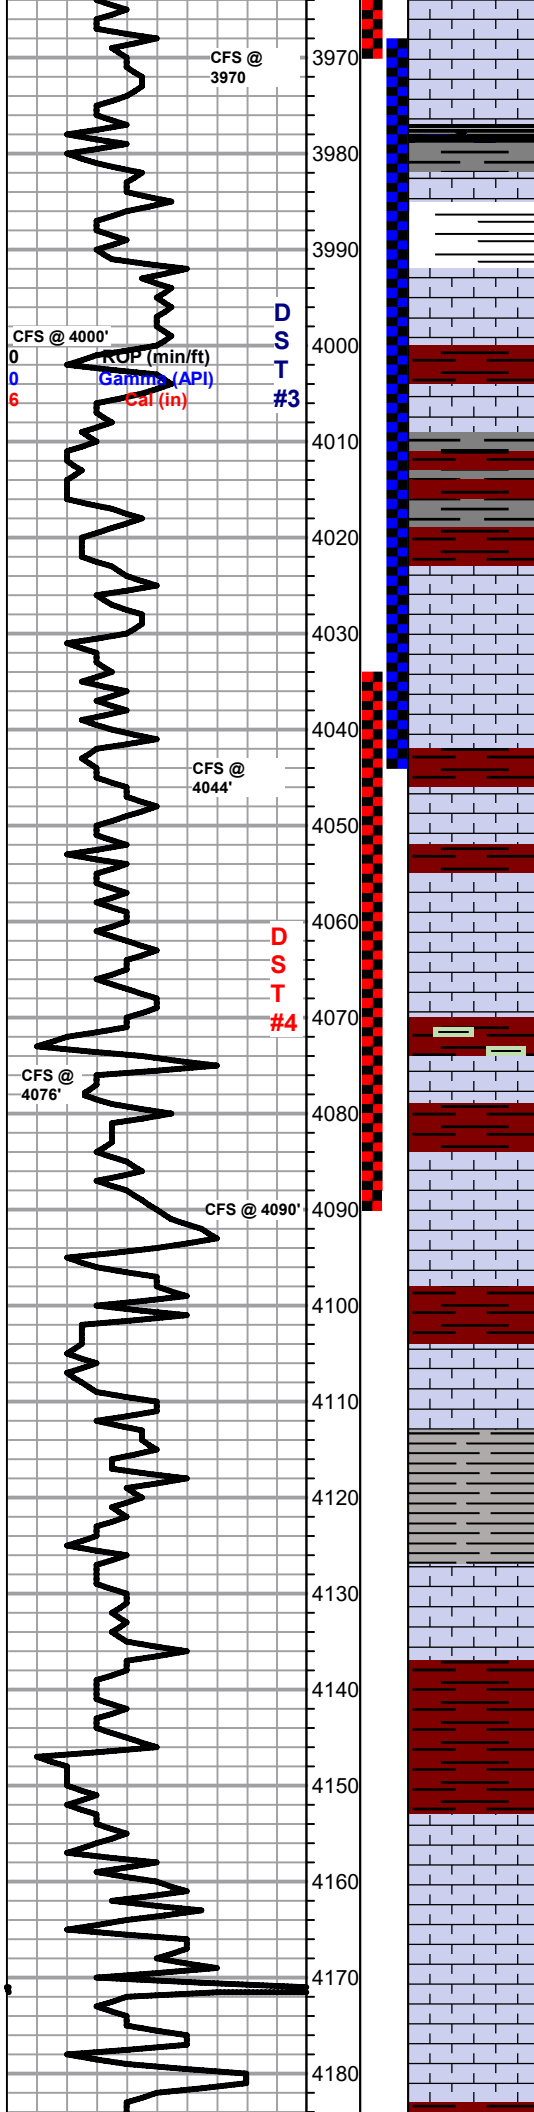 CFS @
3970
3970
3980
3990
D
S
T
#3
CFS @ 4000'
4000
0 ROP (min/ft)
0 Gamma (API)
6 Cal (in)
4010
4020
4030
4040
CFS @
4044'
4050
4060
D
S
T
#4
4070
CFS @
4076'
4080
CFS @ 4090'
4090
4100
4110
4120
4130
4140
4150
4160
4170
4180